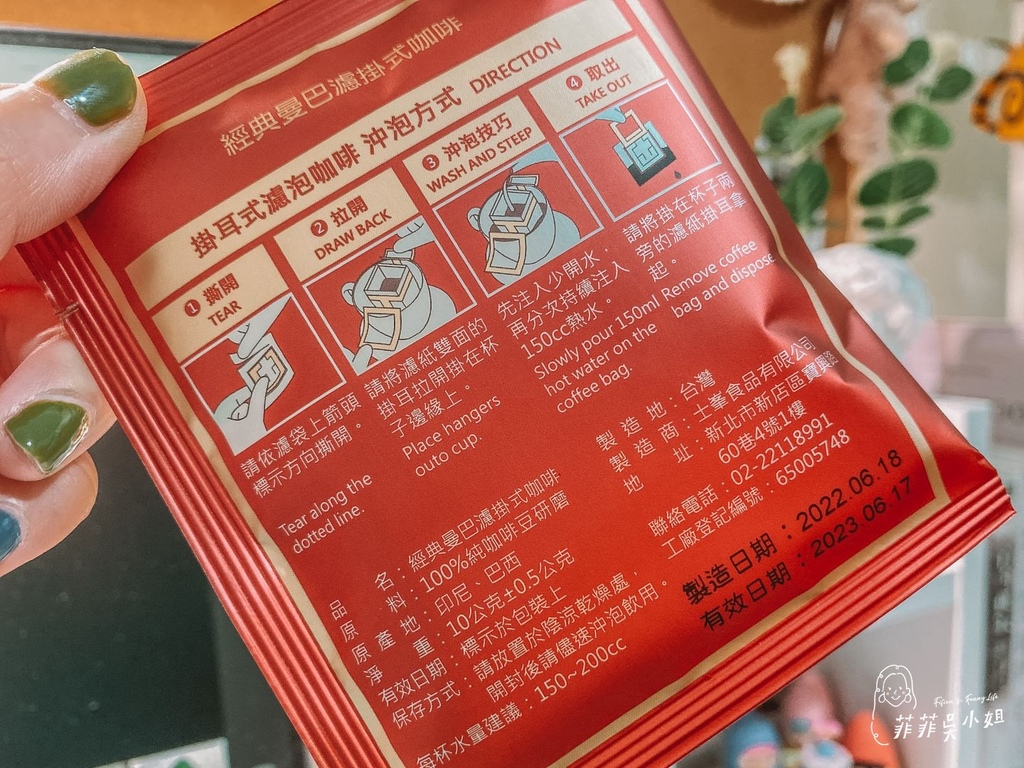 經典曼巴濾掛式咖啡
掛耳式濾泡咖啡 沖泡方式 DIRECTION
1 撕開
TEAR
請依濾袋上箭頭
標示方向撕開。
Tear along the
dotted line.
2 拉開
DRAW BACK
請將濾紙雙面的
掛耳拉開掛在杯
子邊緣上。
Place hangers
outo cup.
3 沖泡技巧
WASH AND STEEP
先注入少開水，
再分次持續注入
150cc熱水。
Slowly pour 150ml
hot water on the
coffee bag.
4 取出
TAKE OUT
請將掛在杯子兩
旁的濾紙掛耳拿
起。
Remove coffee
bag and dispose
品名：經典曼巴濾掛式咖啡
原料：100%純咖啡豆研磨
原產地：印尼、巴西
淨重：10公克±0.5公克
有效日期：標示於包裝上
保存方式：請放置於陰涼乾燥處，
開封後請儘速沖泡飲用。
每杯水量建議：150~200cc
製造地：台灣
製造商：士峯食品有限公司
地址：新北市新店區寶興路
60巷4號1樓
聯絡電話：02-22118991
工廠登記編號：65005748
製造日期：2022.06.18
有效日期：2023.06.17
菲菲吳小姐